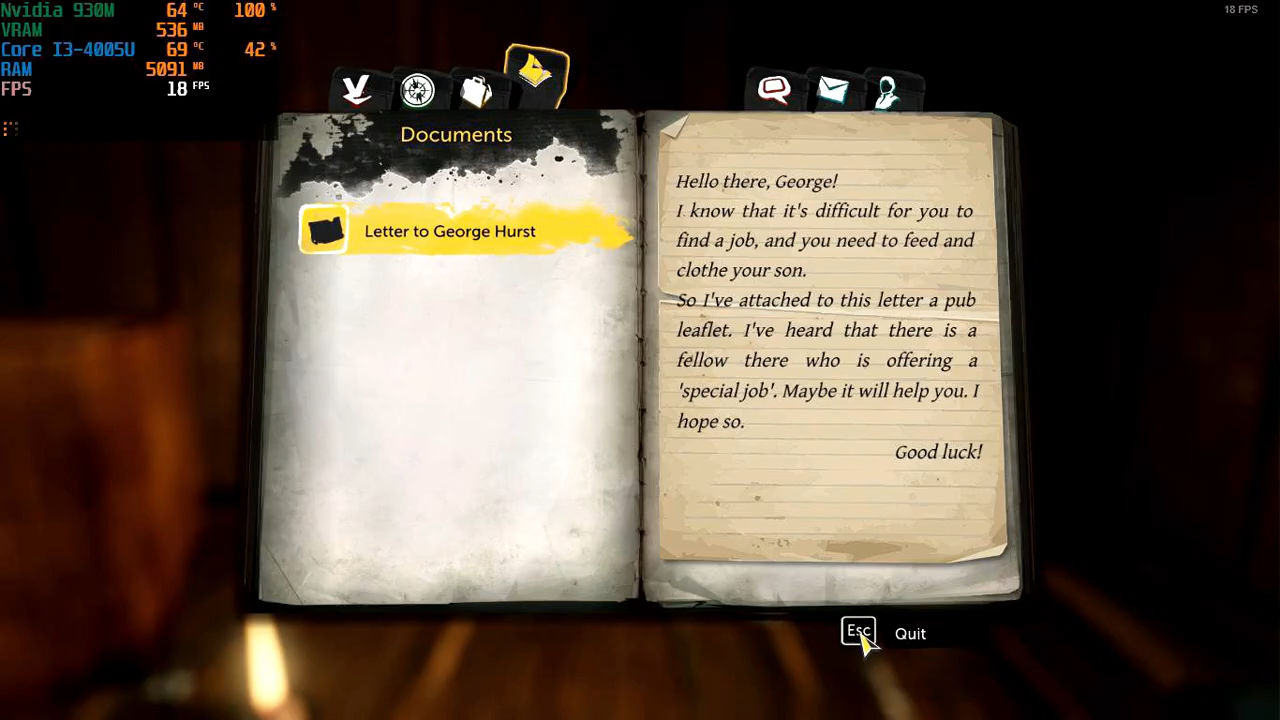 Nvidia 930M 64 °C 100 %
VRAM 536 MB
Core I3-4005U 69 °C 42 %
RAM 5091 MB
FPS 18 FPS
18 FPS
Documents
Letter to George Hurst
Hello there, George!
I know that it's difficult for you to
find a job, and you need to feed and
clothe your son.
So I've attached to this letter a pub
leaflet. I've heard that there is a
fellow there who is offering a
'special job'. Maybe it will help you. I
hope so.
Good luck!
Esc Quit